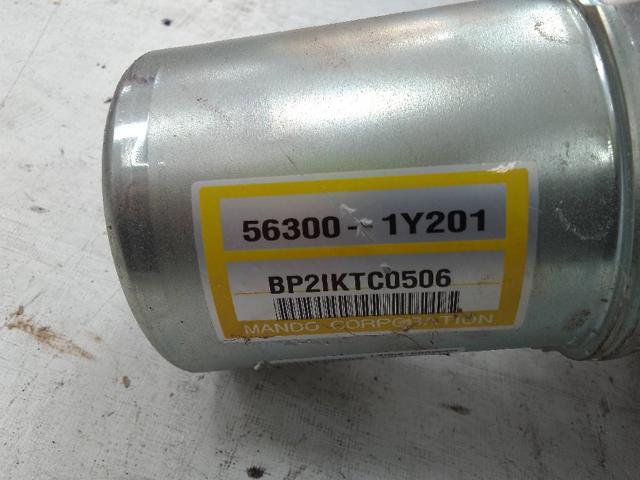 56300-1Y201
BP2IKTC0506
MANDO CORPORATION